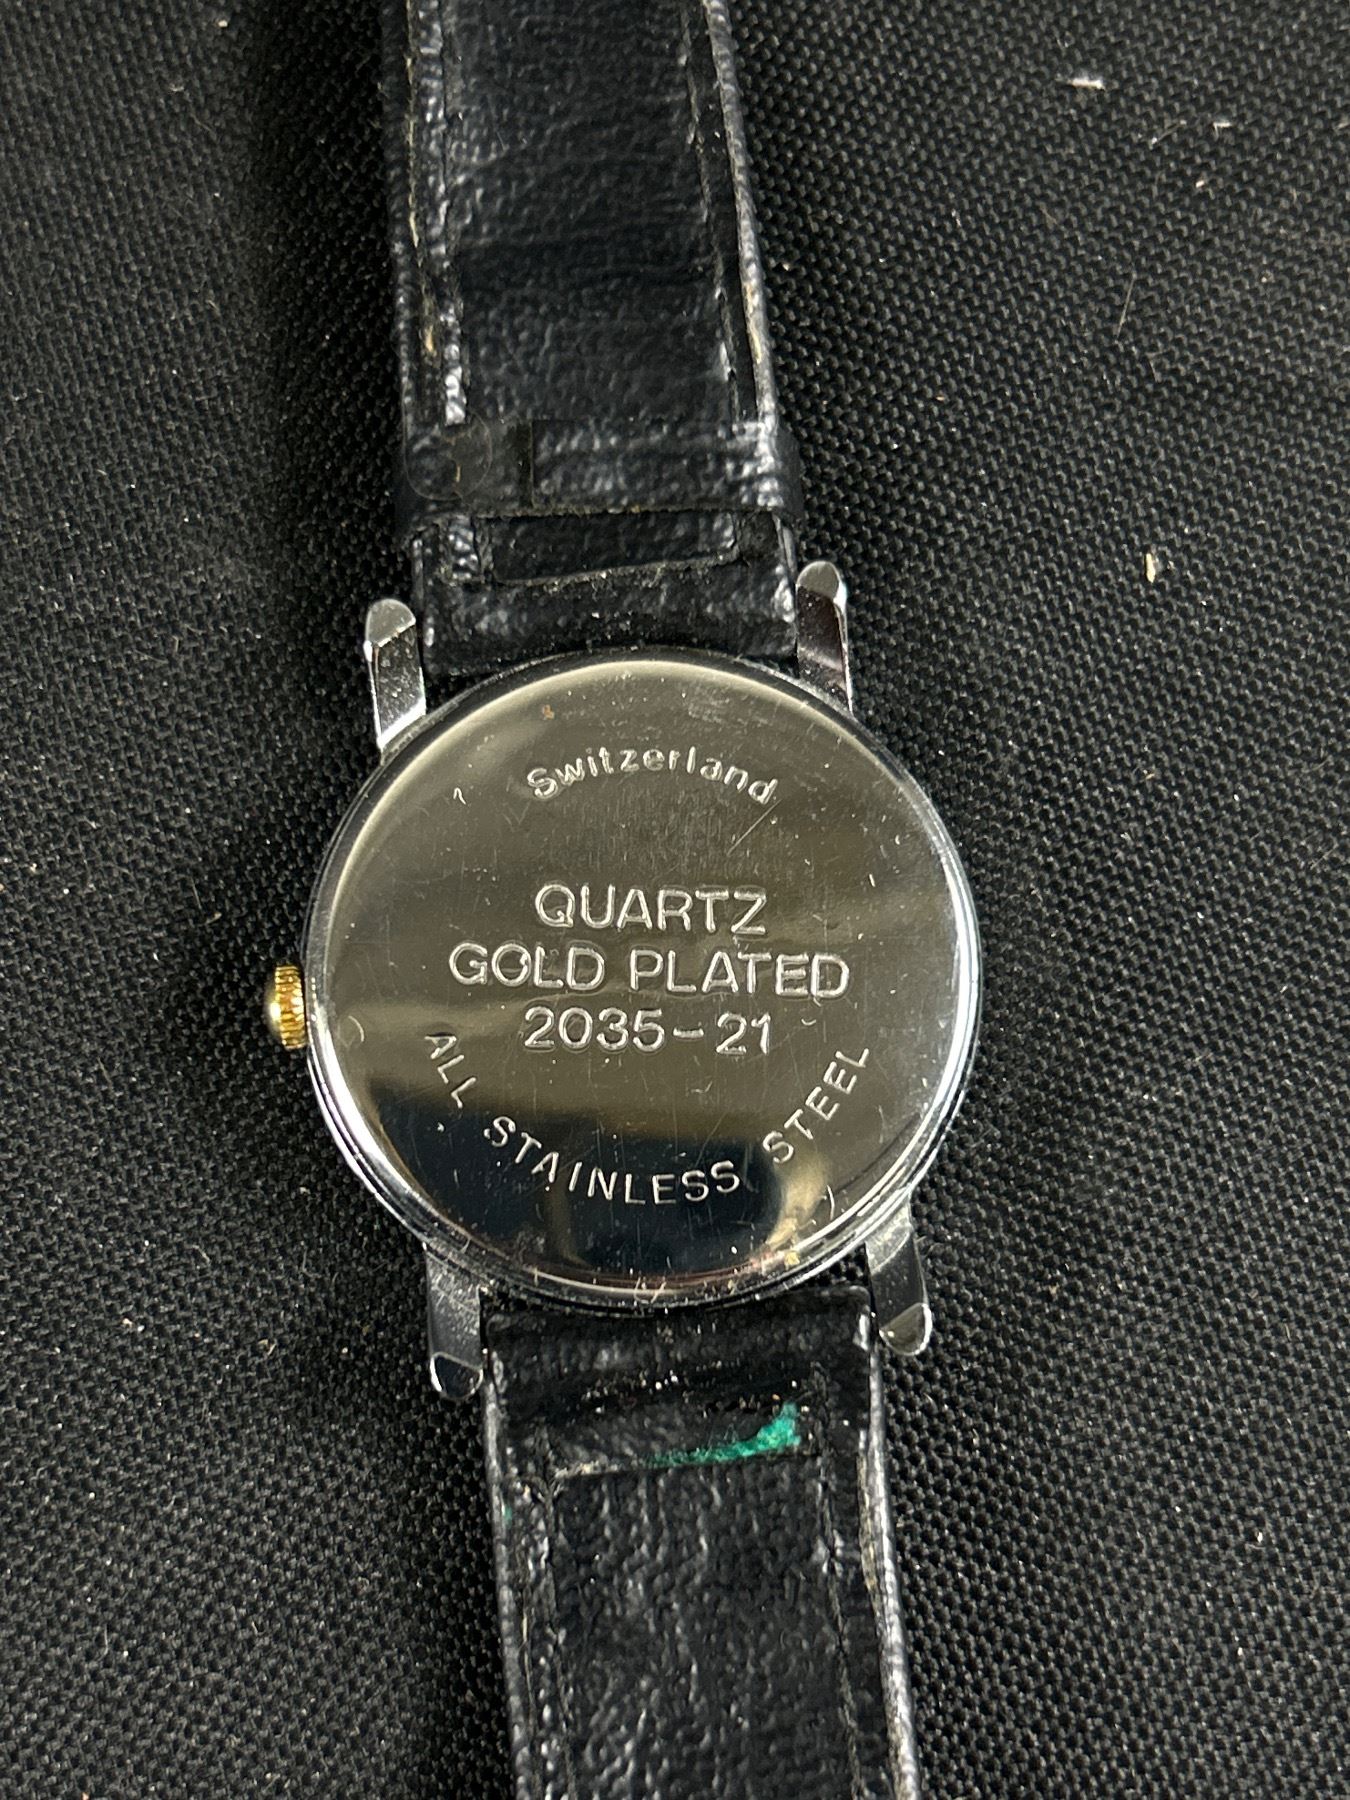 Switzerland
QUARTZ
GOLD PLATED
2035-21
ALL STAINLESS STEEL